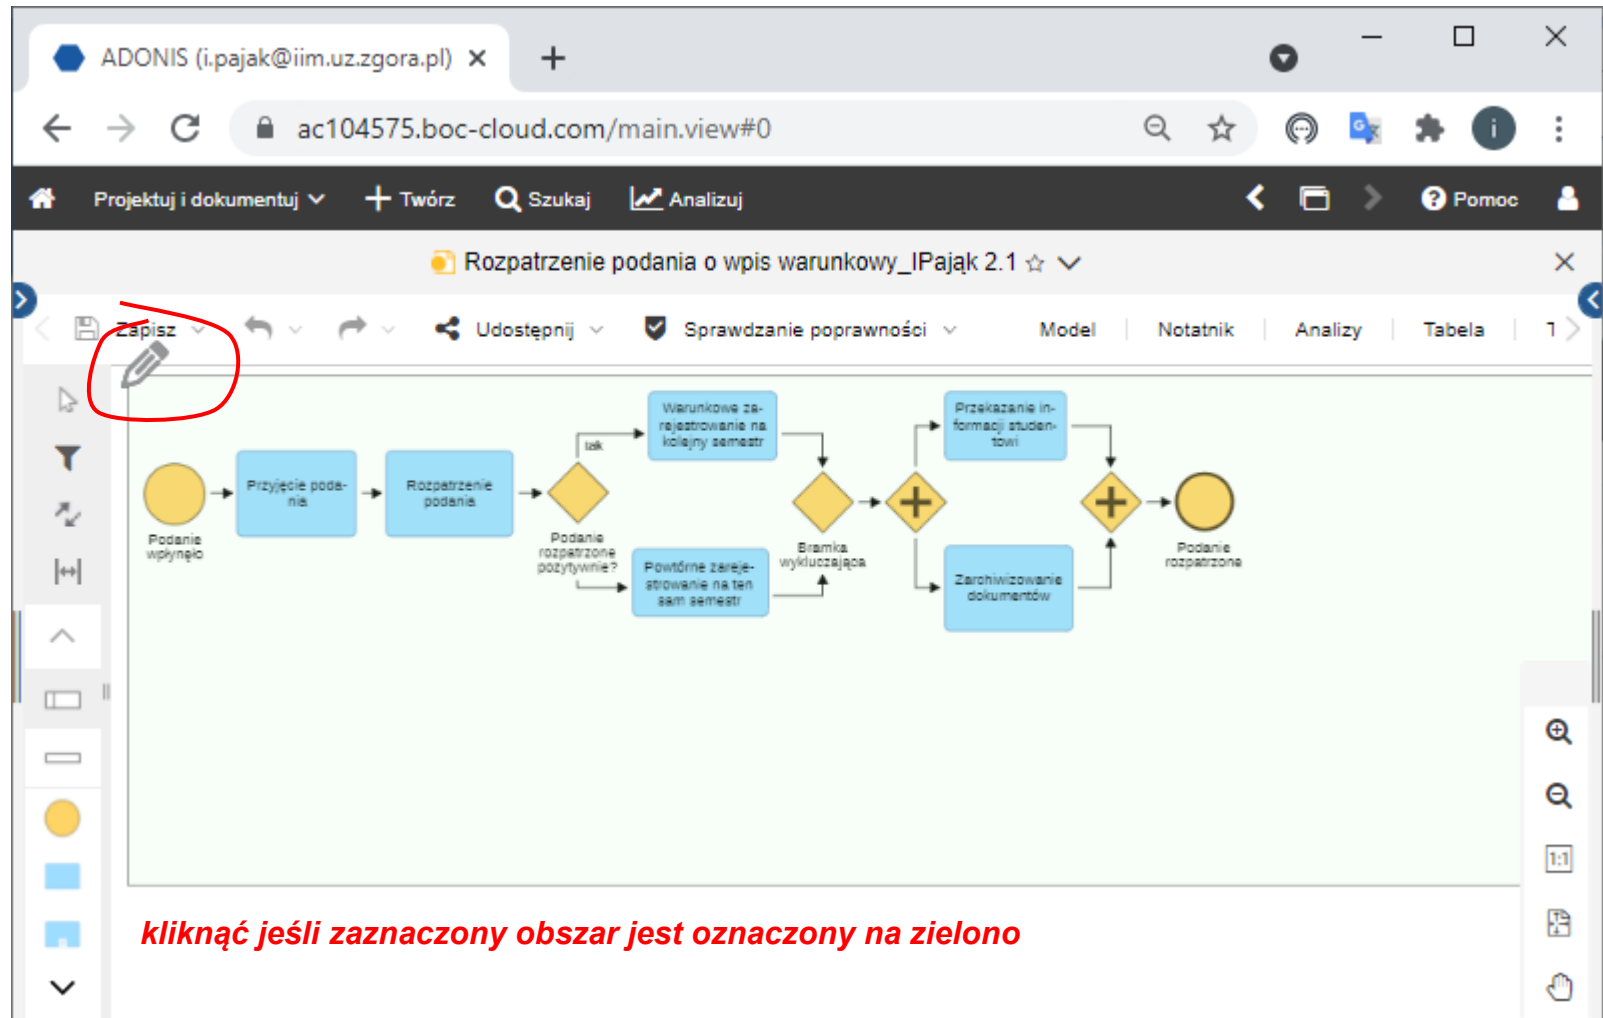 ADONIS (i.pajak@iim.uz.zgora.pl)
ac104575.boc-cloud.com/main.view#0
i
Projektuj i dokumentuj
Twórz
Szukaj
Analizuj
Pomoc
Rozpatrzenie podania o wpis warunkowy_IPająk 2.1
Zapisz
Udostępnij
Sprawdzanie poprawności
Model
Notatnik
Analizy
Tabela
Podanie
wpłynęło
Przyjęcie poda-
nia
Rozpatrzenie
podania
tak
Podanie
rozpatrzone
pozytywnie?
Warunkowe za-
rejestrowanie na
kolejny semestr
Powtórne zareje-
strowanie na ten
sam semestr
Bramka
wykluczająca
Przekazanie in-
formacji studen-
towi
Zarchiwizowanie
dokumentów
Podanie
rozpatrzone
1:1
kliknąć jeśli zaznaczony obszar jest oznaczony na zielono